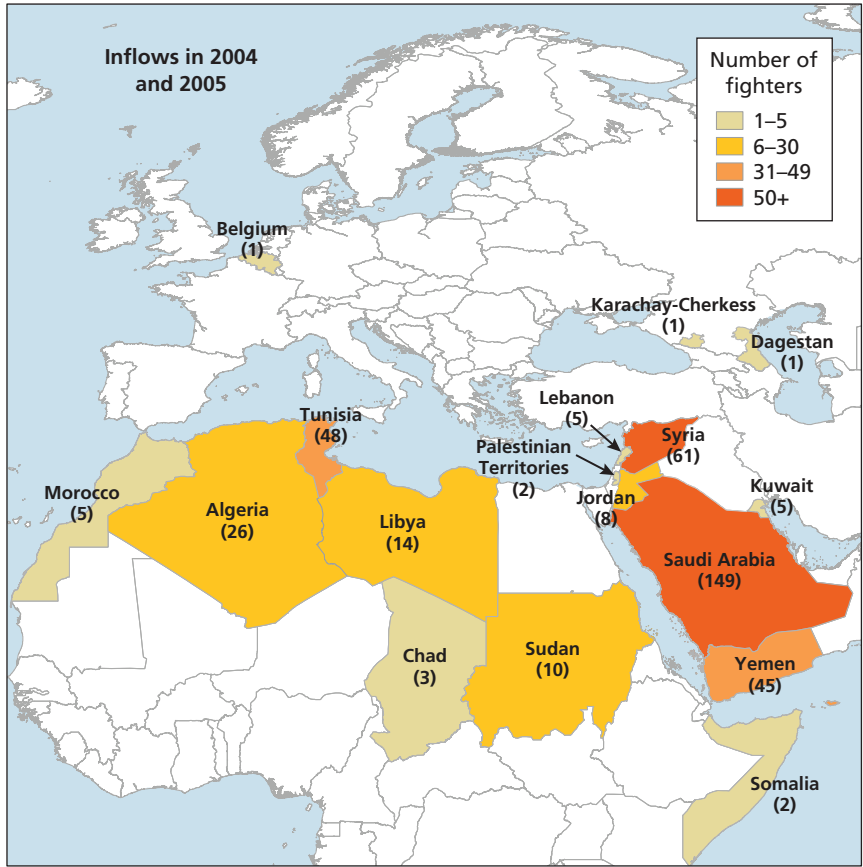 Inflows in 2004
and 2005
Number of
fighters
1–5
6–30
31–49
50+
Belgium
(1)
Karachay-Cherkess
(1)
Dagestan
(1)
Lebanon
(5)
Tunisia
(48)
Syria
(61)
Palestinian
Territories
(2)
Morocco
(5)
Algeria
(26)
Libya
(14)
Jordan
(8)
Kuwait
(5)
Saudi Arabia
(149)
Chad
(3)
Sudan
(10)
Yemen
(45)
Somalia
(2)